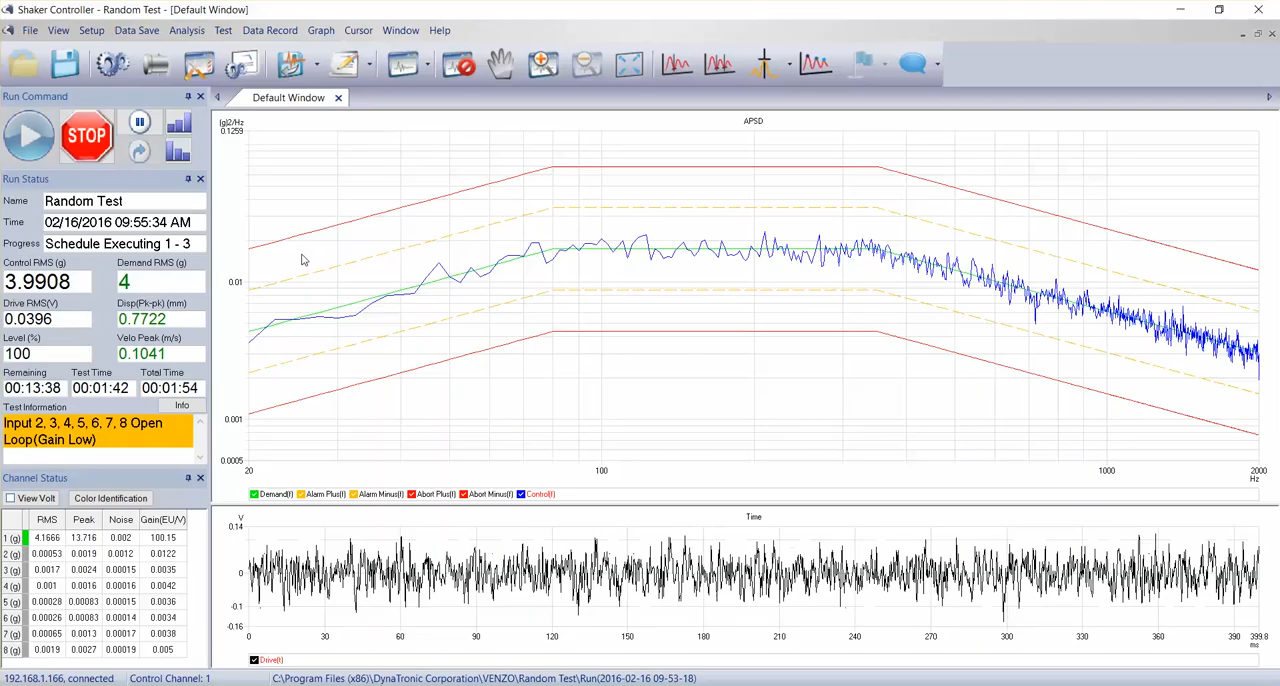 Shaker Controller - Random Test - [Default Window]
File View Setup Data Save Analysis Test Data Record Graph Cursor Window Help
Run Command
Default Window
STOP
Run Status
Name Random Test
Time 02/16/2016 09:55:34 AM
Progress Schedule Executing 1 - 3
Control RMS (g) Demand RMS (g)
3.9908 4
Drive RMS(V) Disp(Pk-pk) (mm)
0.0396 0.7722
Level (%) Velo Peak (m/s)
100 0.1041
Remaining Test Time Total Time
00:13:38 00:01:42 00:01:54
Test Information Info
Input 2, 3, 4, 5, 6, 7, 8 Open
Loop(Gain Low)
Channel Status
View Volt Color Identification
RMS Peak Noise Gain(EU/V)
1 (g) 4.1666 13.716 0.002 100.15
2 (g) 0.00053 0.0019 0.0012 0.0122
3 (g) 0.0017 0.0024 0.00015 0.0035
4 (g) 0.001 0.0016 0.00016 0.0042
5 (g) 0.00028 0.00083 0.00015 0.0036
6 (g) 0.00026 0.00083 0.00014 0.0034
7 (g) 0.00065 0.0013 0.00017 0.0038
8 (g) 0.0019 0.0027 0.00019 0.005
APSD
(g)2/Hz
0.1259
0.01
0.001
0.0005
20 100 1000 2000
Hz
Demand(f) Alarm Plus(f) Alarm Minus(f) Abort Plus(f) Abort Minus(f) Control(f)
Time
V
0.14
0
-0.1
-0.16
0 30 60 90 120 150 180 210 240 270 300 330 360 390 399.8
ms
Drive(t)
192.168.1.166, connected Control Channel: 1 C:\Program Files (x86)\DynaTronic Corporation\VENZO\Random Test\Run(2016-02-16 09-53-18)